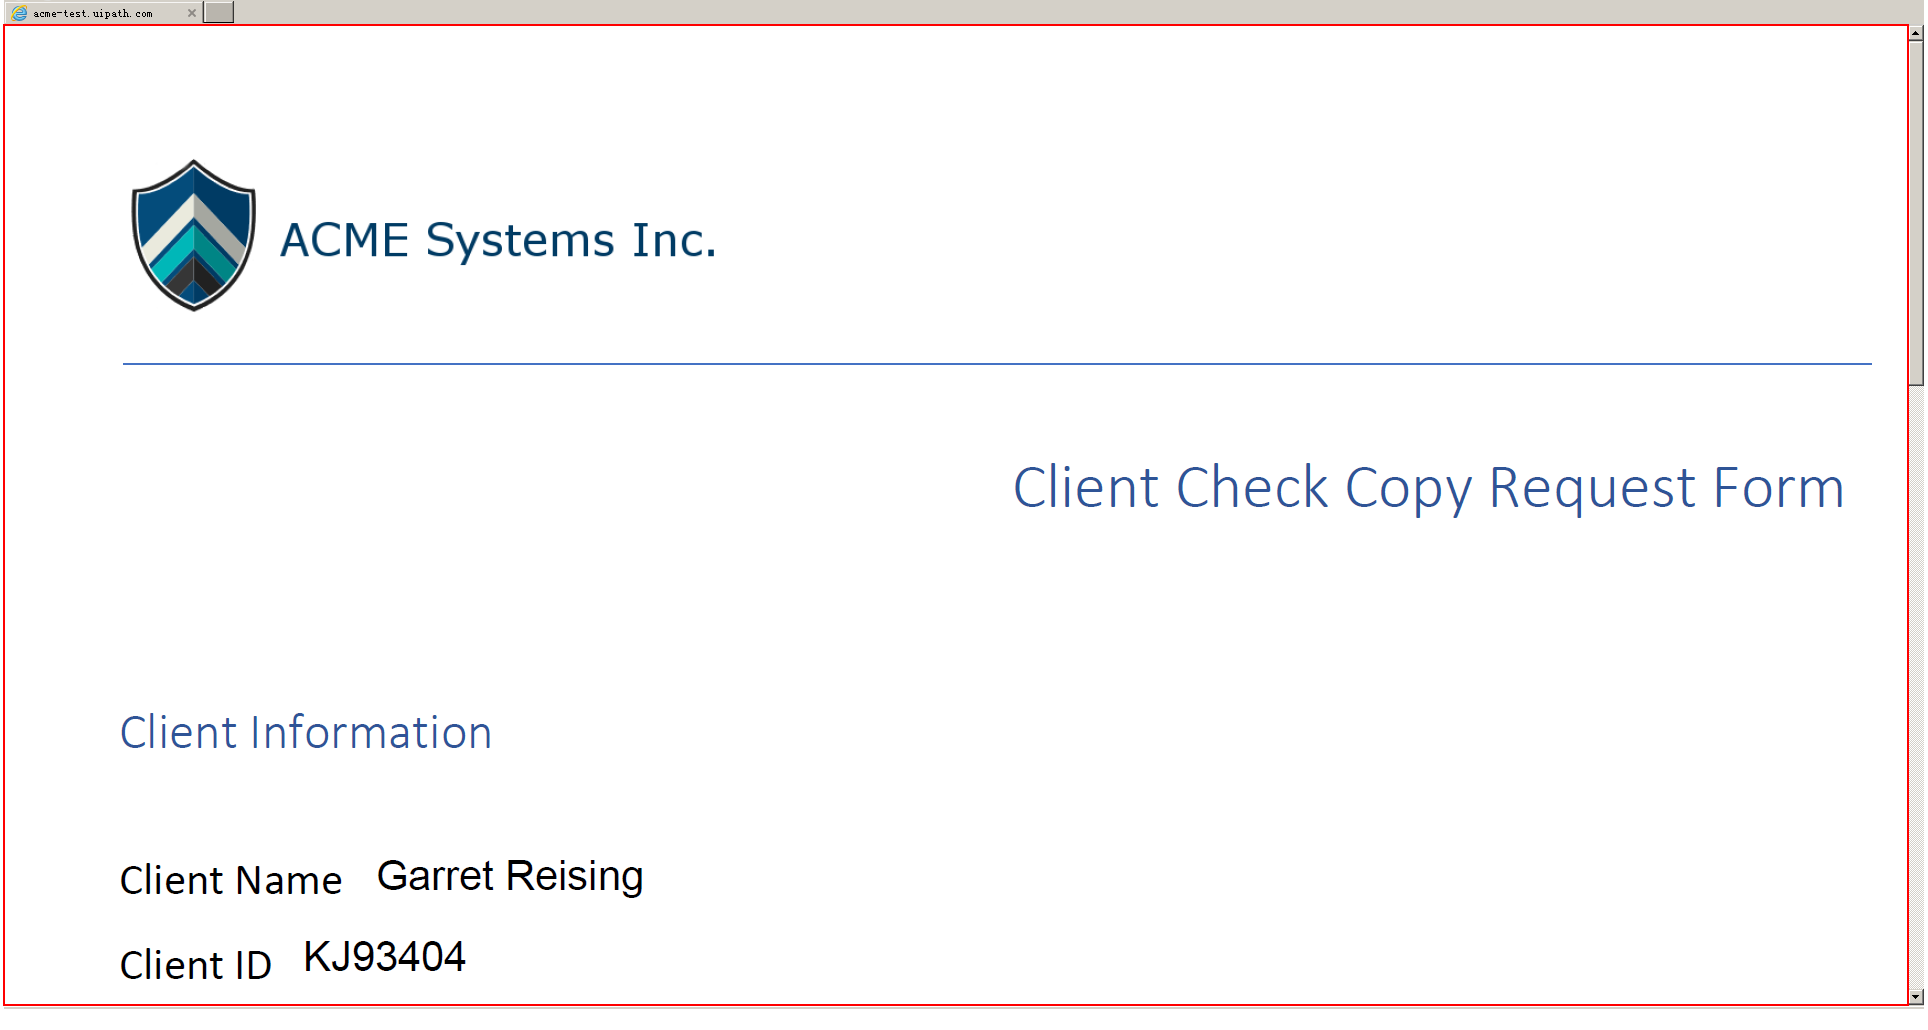 acme-test.uipath.com
ACME Systems Inc.
Client Check Copy Request Form
Client Information
Client Name Garret Reising
Client ID KJ93404